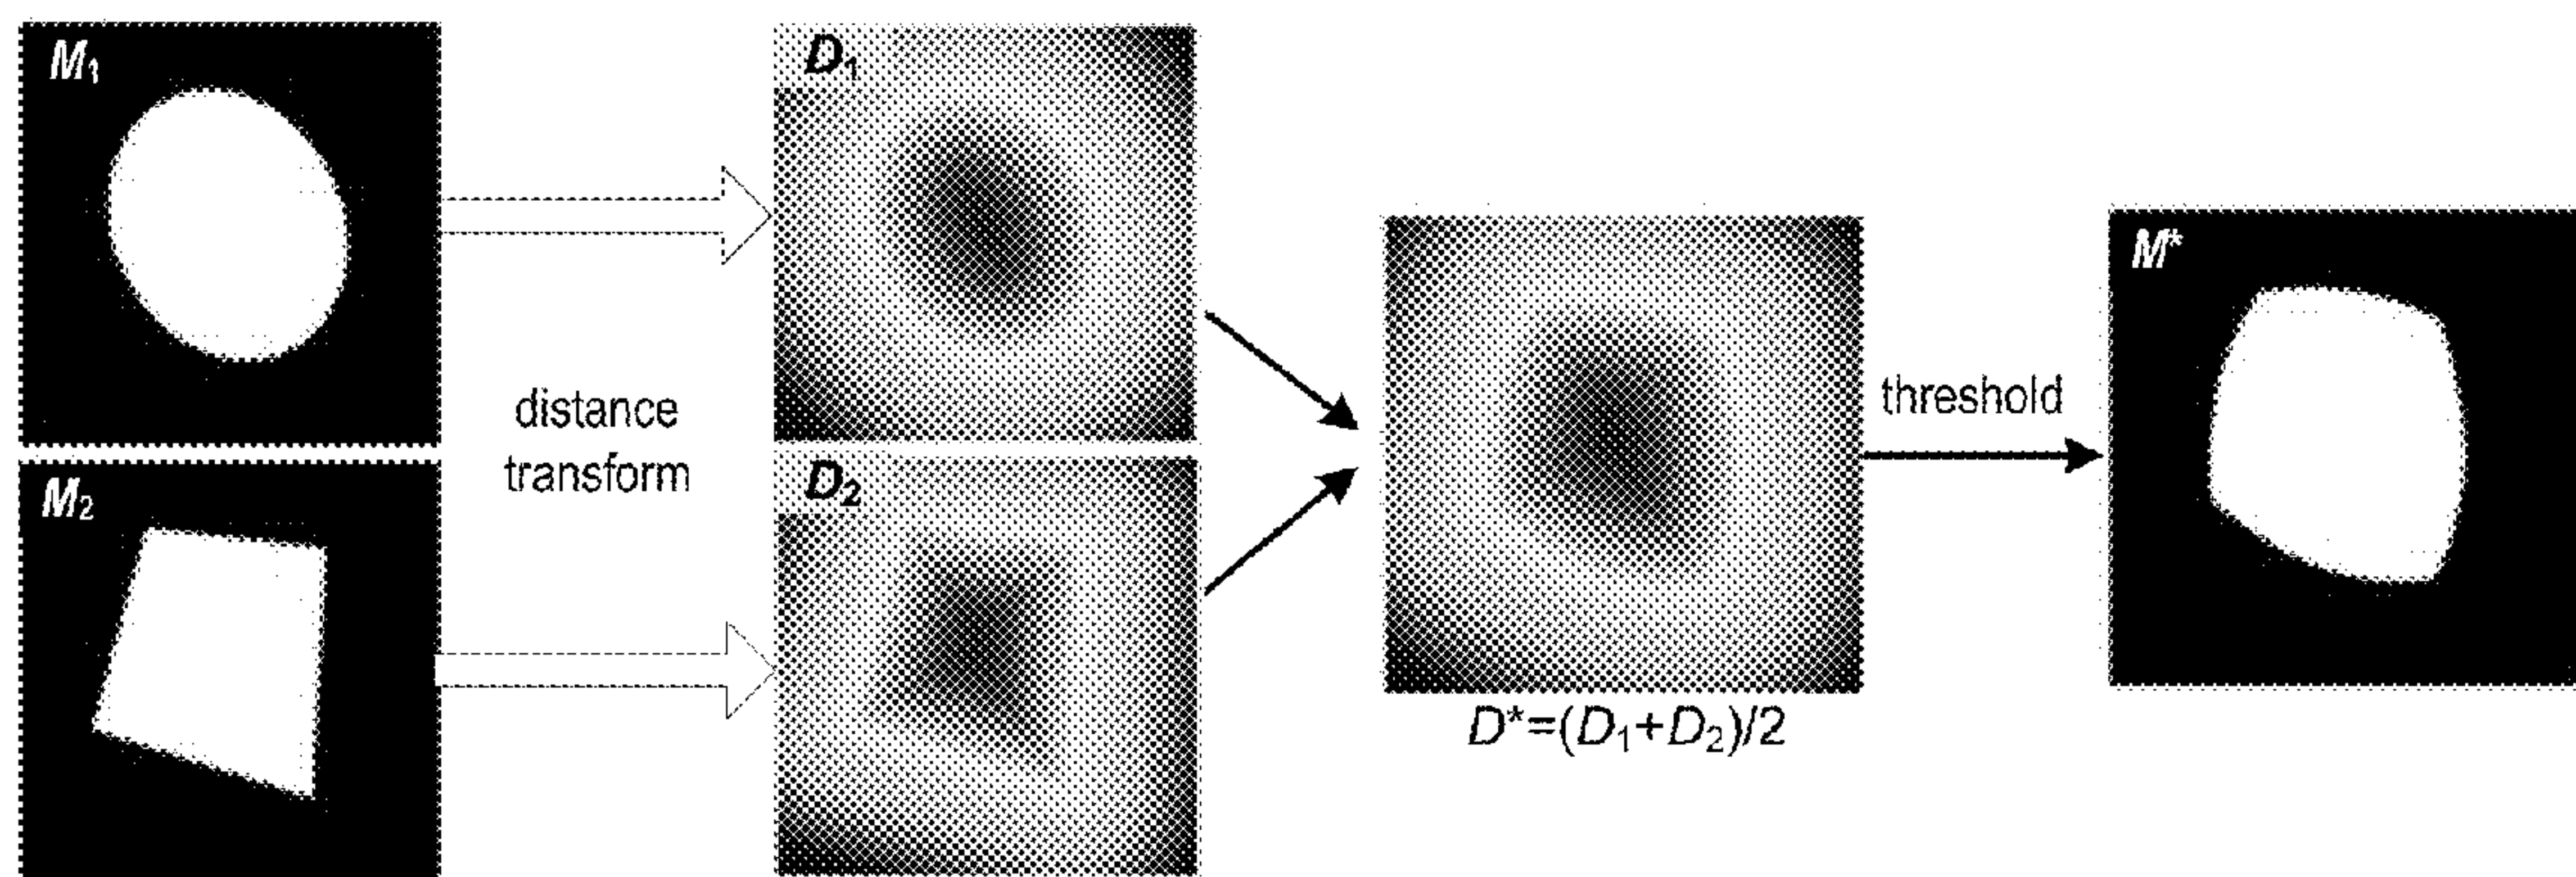 M₁
D₁
distance
transform
M₂
D₂
D*=(D₁+D₂)/2
threshold
M*